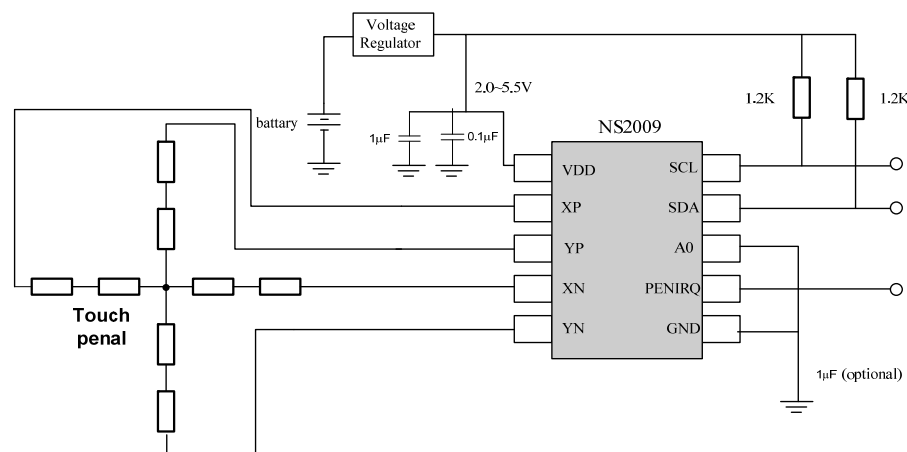 Voltage
Regulator
2.0~5.5V
1.2K
1.2K
battary
1µF
0.1µF
NS2009
VDD
SCL
XP
SDA
YP
A0
XN
PENIRQ
YN
GND
Touch
penal
1µF (optional)